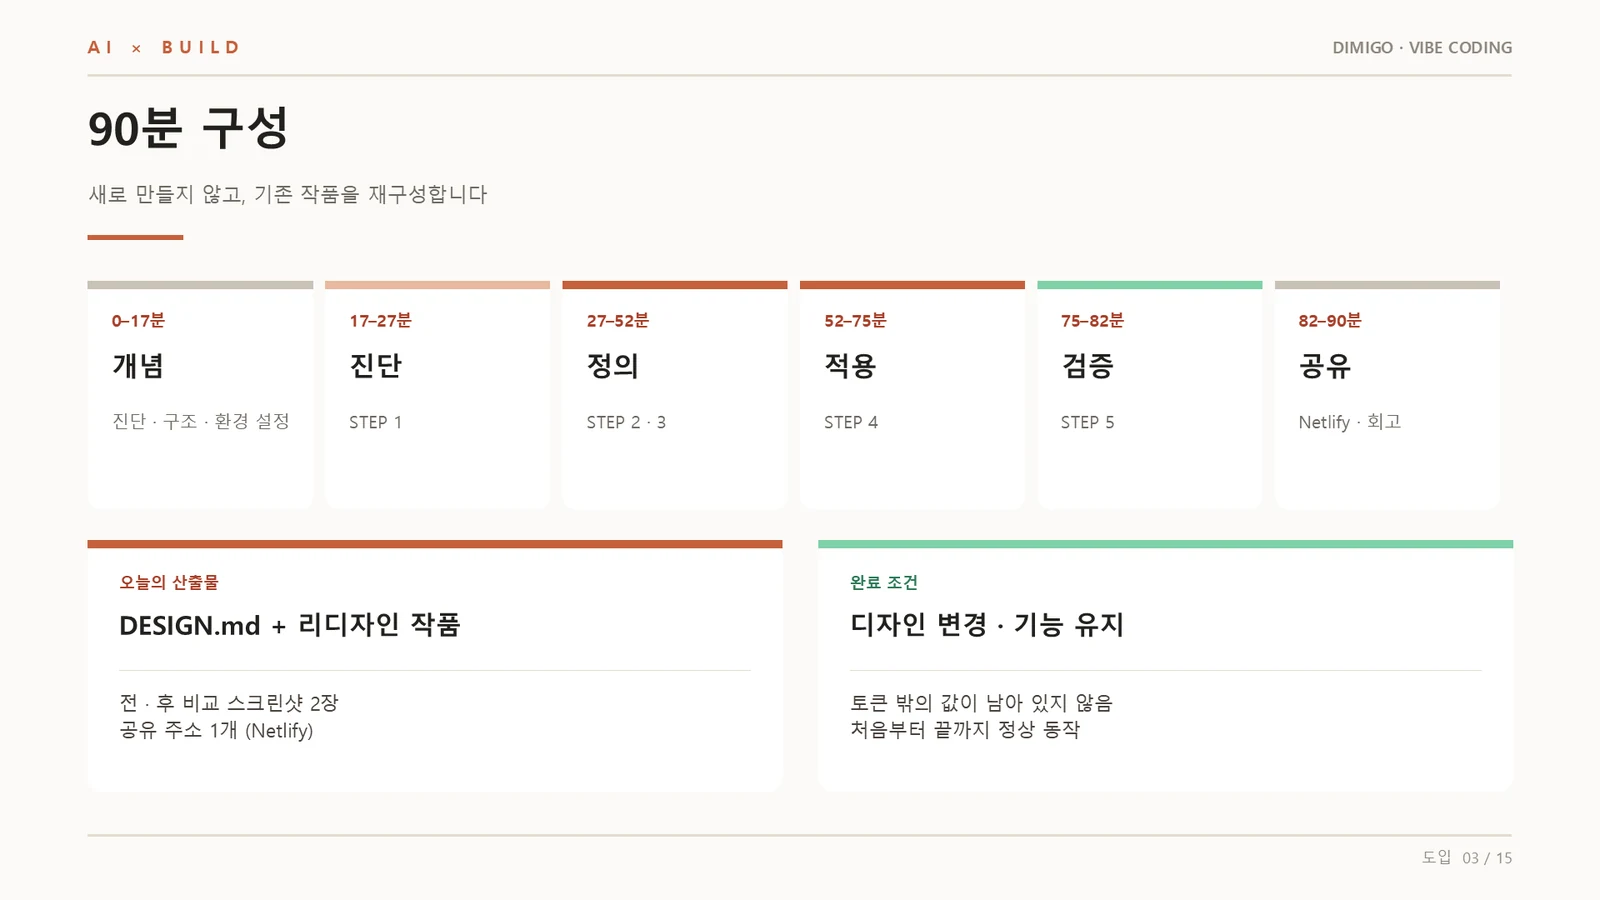 AI × BUILD
DIMIGO · VIBE CODING
90분 구성
새로 만들지 않고, 기존 작품을 재구성합니다
0–17분
개념
진단 · 구조 · 환경 설정
17–27분
진단
STEP 1
27–52분
정의
STEP 2 · 3
52–75분
적용
STEP 4
75–82분
검증
STEP 5
82–90분
공유
Netlify · 회고
오늘의 산출물
DESIGN.md + 리디자인 작품
전 · 후 비교 스크린샷 2장
공유 주소 1개 (Netlify)
완료 조건
디자인 변경 · 기능 유지
토큰 밖의 값이 남아 있지 않음
처음부터 끝까지 정상 동작
도입 03 / 15